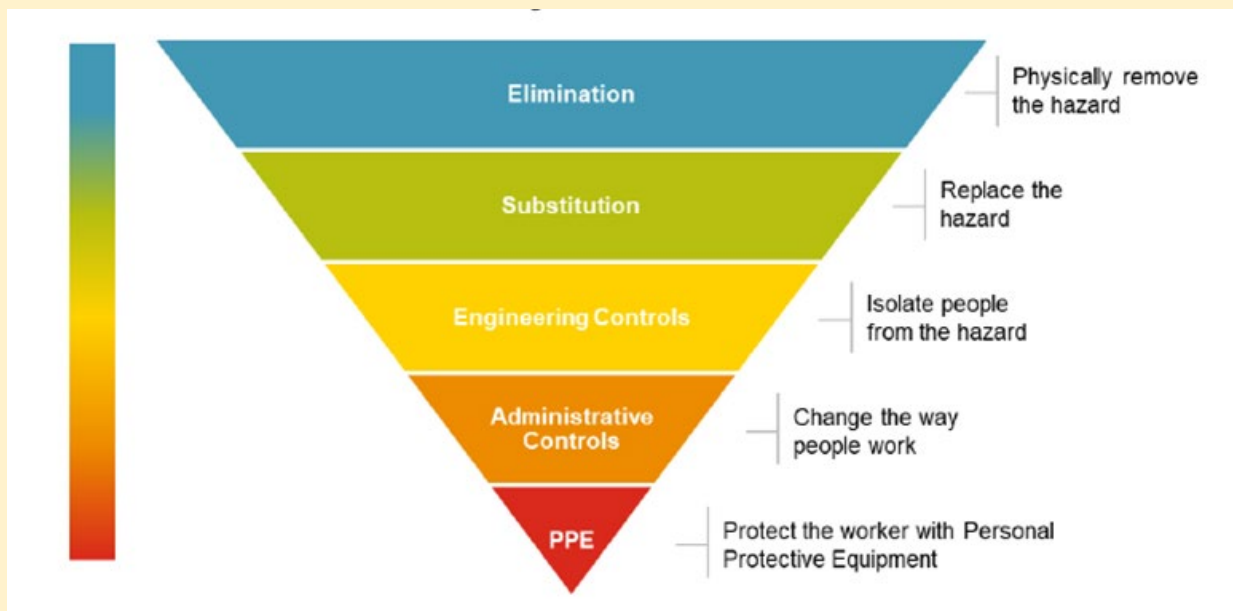 Elimination
Physically remove
the hazard
Substitution
Replace the
hazard
Engineering Controls
Isolate people
from the hazard
Administrative
Controls
Change the way
people work
PPE
Protect the worker with Personal
Protective Equipment